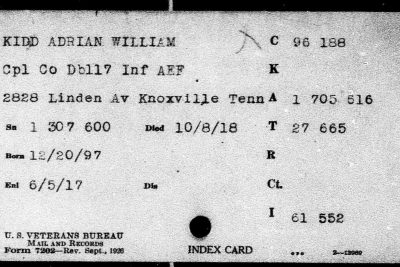 KIDD ADRIAN WILLIAM C 96 188
Cpl Co Db117 Inf AEF K
2828 Linden Av Knoxville Tenn A 1 705 516
Sn 1 307 600 Died 10/8/18 T 27 665
Born 12/20/97 R
Enl 6/5/17 Dis Ct.
I 61 552
U. S. VETERANS BUREAU
MAIL AND RECORDS
Form 7202—Rev. Sept., 1926 INDEX CARD